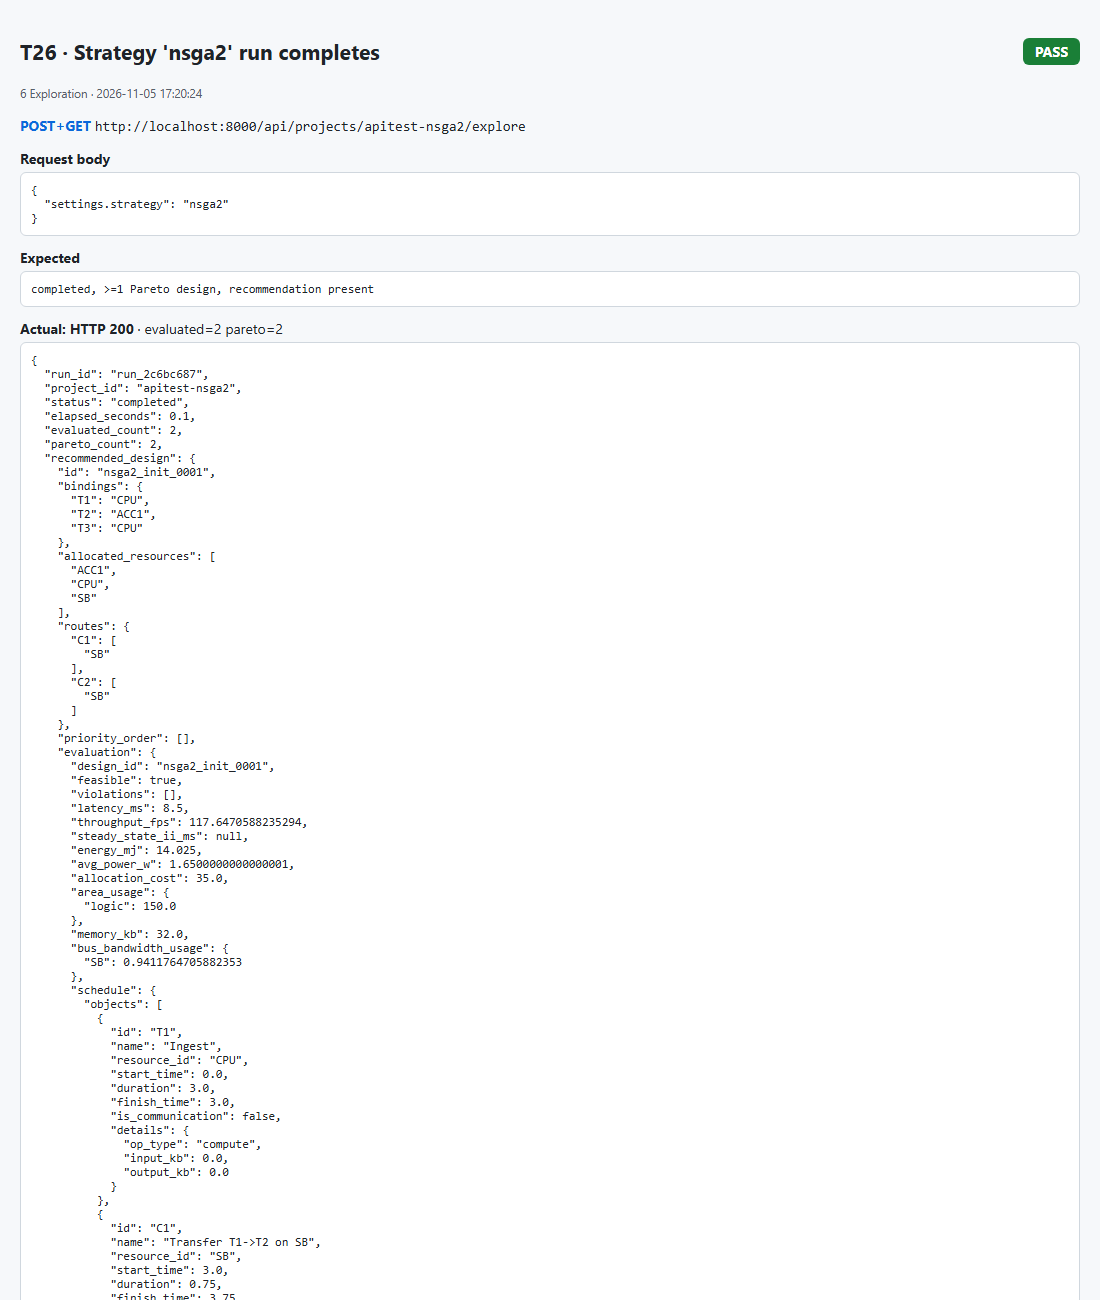 T26 · Strategy 'nsga2' run completes
PASS
6 Exploration · 2026-11-05 17:20:24
POST+GET http://localhost:8000/api/projects/apitest-nsga2/explore
Request body
{
  "settings.strategy": "nsga2"
}
Expected
completed, >=1 Pareto design, recommendation present
Actual: HTTP 200 · evaluated=2 pareto=2
{
  "run_id": "run_2c6bc687",
  "project_id": "apitest-nsga2",
  "status": "completed",
  "elapsed_seconds": 0.1,
  "evaluated_count": 2,
  "pareto_count": 2,
  "recommended_design": {
    "id": "nsga2_init_0001",
    "bindings": {
      "T1": "CPU",
      "T2": "ACC1",
      "T3": "CPU"
    },
    "allocated_resources": [
      "ACC1",
      "CPU",
      "SB"
    ],
    "routes": {
      "C1": [
        "SB"
      ],
      "C2": [
        "SB"
      ]
    },
    "priority_order": [],
    "evaluation": {
      "design_id": "nsga2_init_0001",
      "feasible": true,
      "violations": [],
      "latency_ms": 8.5,
      "throughput_fps": 117.6470588235294,
      "steady_state_ii_ms": null,
      "energy_mj": 14.025,
      "avg_power_w": 1.6500000000000001,
      "allocation_cost": 35.0,
      "area_usage": {
        "logic": 150.0
      },
      "memory_kb": 32.0,
      "bus_bandwidth_usage": {
        "SB": 0.9411764705882353
      },
      "schedule": {
        "objects": [
          {
            "id": "T1",
            "name": "Ingest",
            "resource_id": "CPU",
            "start_time": 0.0,
            "duration": 3.0,
            "finish_time": 3.0,
            "is_communication": false,
            "details": {
              "op_type": "compute",
              "input_kb": 0.0,
              "output_kb": 0.0
            }
          },
          {
            "id": "C1",
            "name": "Transfer T1->T2 on SB",
            "resource_id": "SB",
            "start_time": 3.0,
            "duration": 0.75,
            "finish_time": 3.75